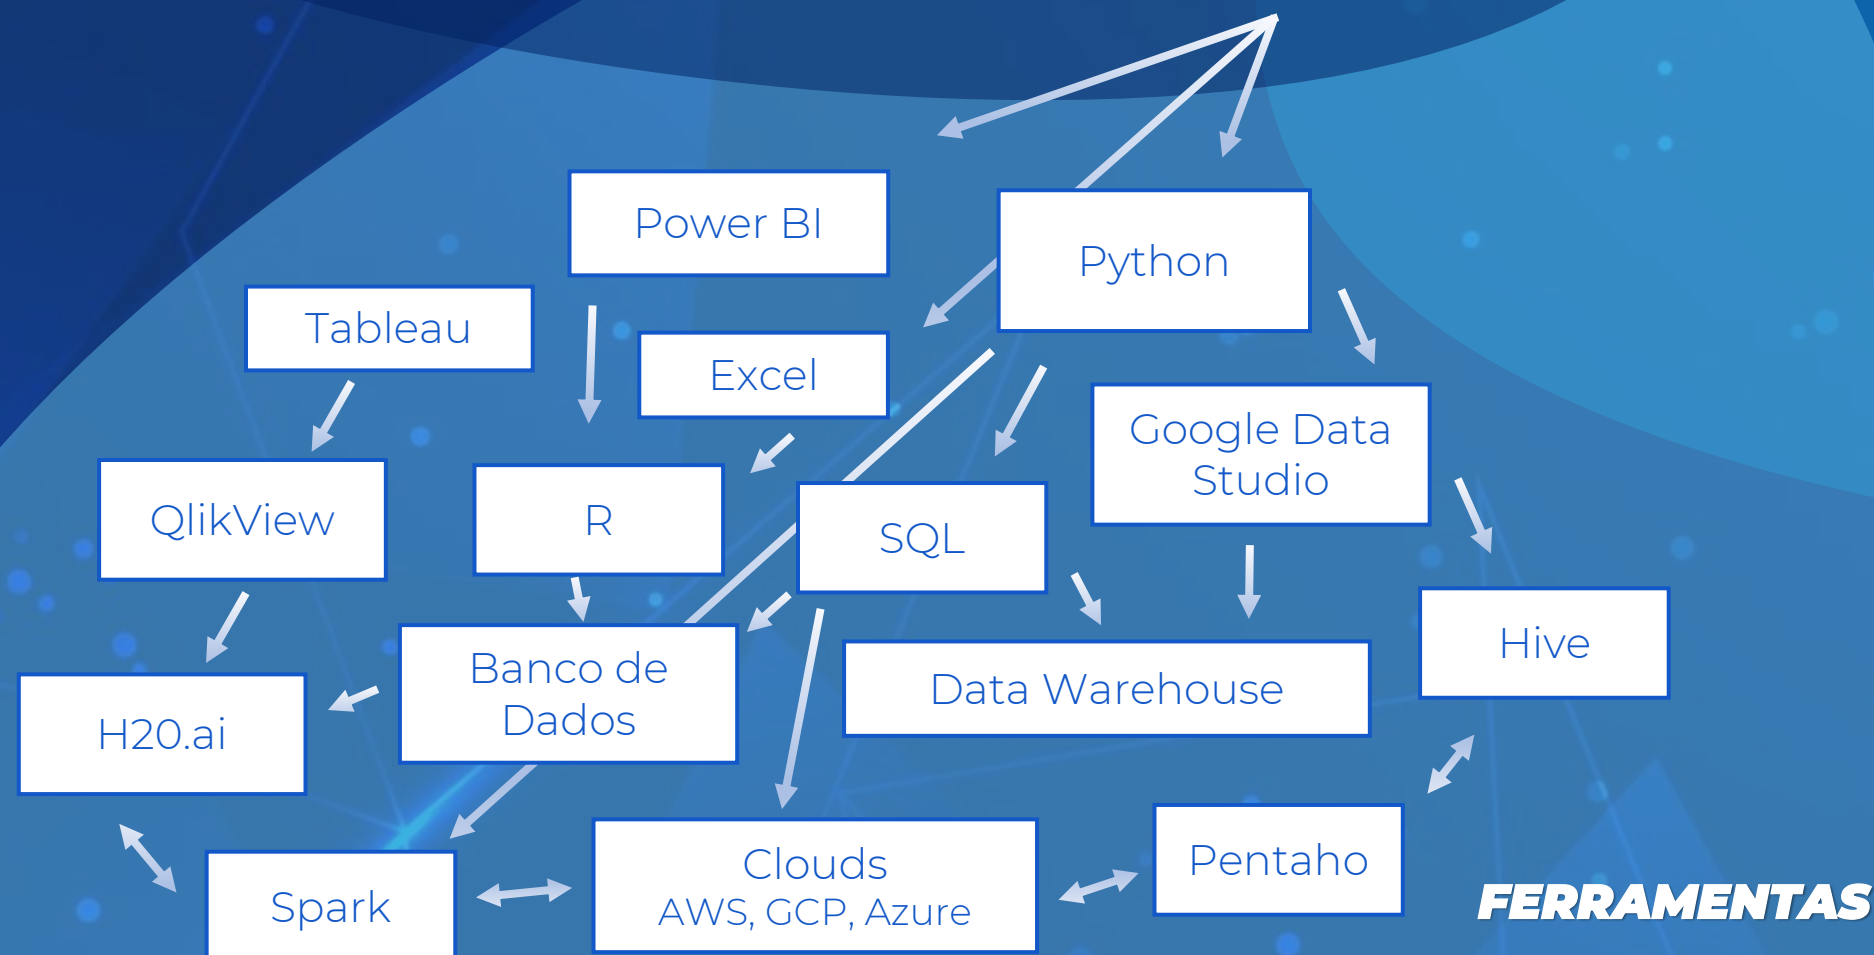 Power BI
Python
Tableau
Excel
Google Data
Studio
QlikView
R
SQL
Hive
Banco de
Dados
Data Warehouse
H20.ai
Clouds
AWS, GCP, Azure
Pentaho
Spark
FERRAMENTAS